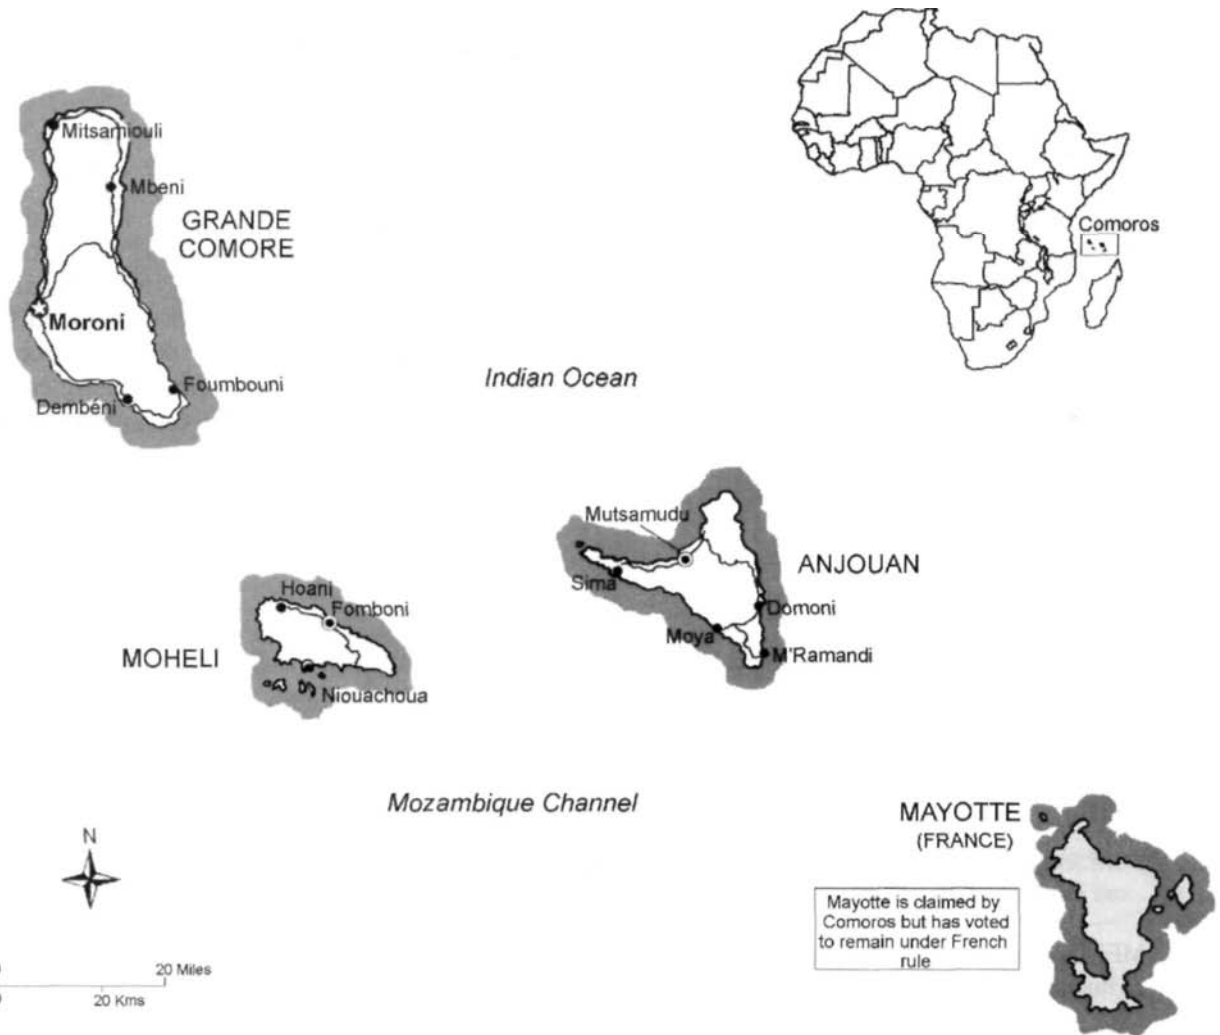 Mitsamiouli
Mbeni
GRANDE
COMORE
Moroni
Foumbouni
Dembéni
Comoros
Indian Ocean
Mutsamudu
ANJOUAN
Sima
Domoni
Moya
M'Ramandi
Hoani
Fomboni
MOHELI
Niouachoua
Mozambique Channel
MAYOTTE
(FRANCE)
Mayotte is claimed by
Comoros but has voted
to remain under French
rule
N
20 Miles
20 Kms